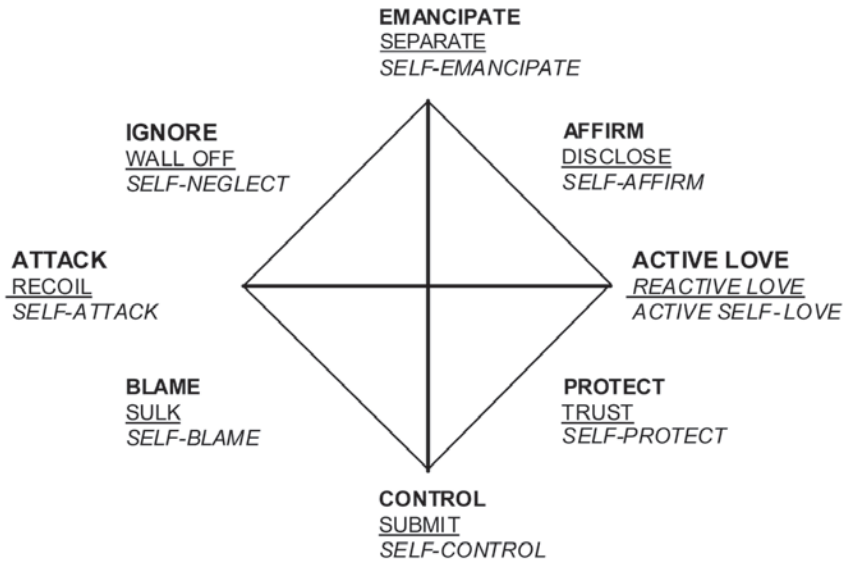 EMANCIPATE
SEPARATE
SELF-EMANCIPATE
IGNORE
WALL OFF
SELF-NEGLECT
AFFIRM
DISCLOSE
SELF-AFFIRM
ATTACK
RECOIL
SELF-ATTACK
ACTIVE LOVE
REACTIVE LOVE
ACTIVE SELF-LOVE
BLAME
SULK
SELF-BLAME
PROTECT
TRUST
SELF-PROTECT
CONTROL
SUBMIT
SELF-CONTROL